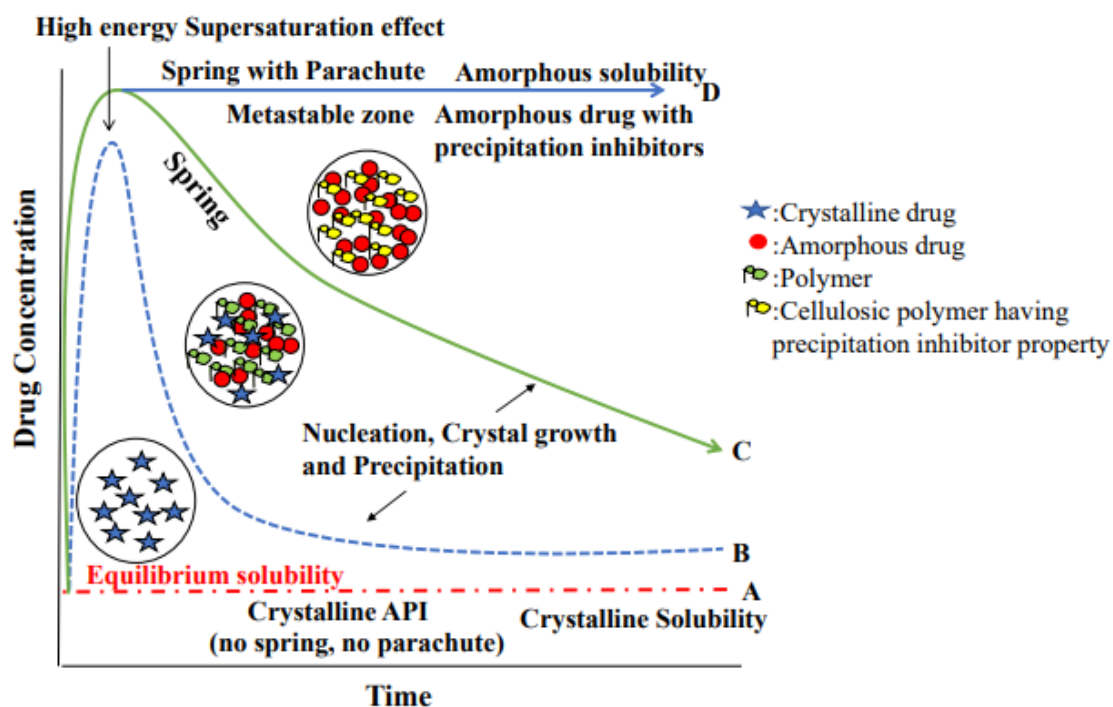 High energy Supersaturation effect
Spring with Parachute
Amorphous solubility
D
Metastable zone
Amorphous drug with
precipitation inhibitors
Spring
Drug Concentration
:Crystalline drug
:Amorphous drug
:Polymer
:Cellulosic polymer having
precipitation inhibitor property
Nucleation, Crystal growth
and Precipitation
C
B
Equilibrium solubility
A
Crystalline API
(no spring, no parachute)
Crystalline Solubility
Time